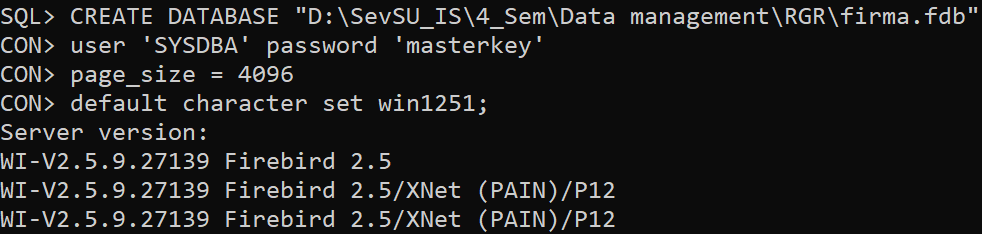 SQL> CREATE DATABASE "D:\SevSU_IS\4_Sem\Data management\RGR\firma.fdb"
CON> user 'SYSDBA' password 'masterkey'
CON> page_size = 4096
CON> default character set win1251;
Server version:
WI-V2.5.9.27139 Firebird 2.5
WI-V2.5.9.27139 Firebird 2.5/XNet (PAIN)/P12
WI-V2.5.9.27139 Firebird 2.5/XNet (PAIN)/P12